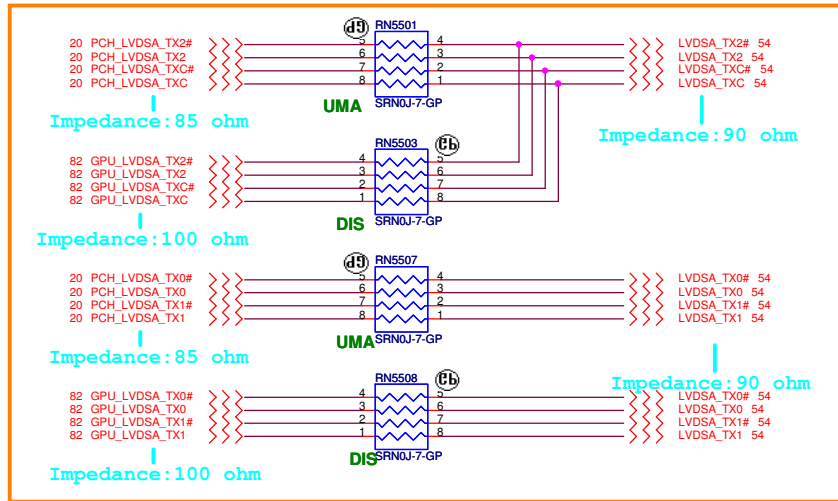 RN5501
GP
20 PCH_LVDSA_TX2# 5 4 LVDSA_TX2# 54
20 PCH_LVDSA_TX2 6 3 LVDSA_TX2 54
20 PCH_LVDSA_TXC# 7 2 LVDSA_TXC# 54
20 PCH_LVDSA_TXC 8 1 LVDSA_TXC 54
UMA SRN0J-7-GP
Impedance:85 ohm
Impedance:90 ohm
RN5503
GP
82 GPU_LVDSA_TX2# 4 5
82 GPU_LVDSA_TX2 3 6
82 GPU_LVDSA_TXC# 2 7
82 GPU_LVDSA_TXC 1 8
DIS SRN0J-7-GP
Impedance:100 ohm
RN5507
GP
20 PCH_LVDSA_TX0# 5 4 LVDSA_TX0# 54
20 PCH_LVDSA_TX0 6 3 LVDSA_TX0 54
20 PCH_LVDSA_TX1# 7 2 LVDSA_TX1# 54
20 PCH_LVDSA_TX1 8 1 LVDSA_TX1 54
UMA SRN0J-7-GP
Impedance:85 ohm
Impedance:90 ohm
RN5508
GP
82 GPU_LVDSA_TX0# 4 5 LVDSA_TX0# 54
82 GPU_LVDSA_TX0 3 6 LVDSA_TX0 54
82 GPU_LVDSA_TX1# 2 7 LVDSA_TX1# 54
82 GPU_LVDSA_TX1 1 8 LVDSA_TX1 54
DIS SRN0J-7-GP
Impedance:100 ohm